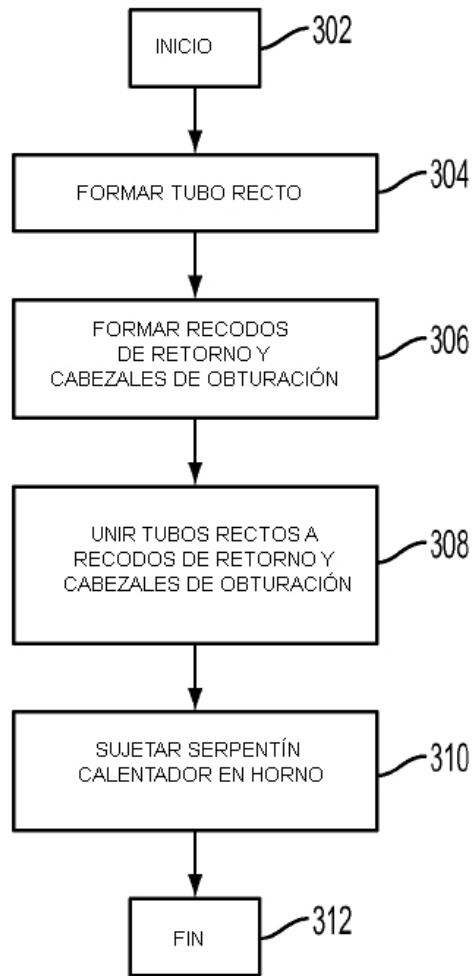 INICIO
302
FORMAR TUBO RECTO
304
FORMAR RECODOS
DE RETORNO Y
CABEZALES DE OBTURACIÓN
306
UNIR TUBOS RECTOS A
RECODOS DE RETORNO Y
CABEZALES DE OBTURACIÓN
308
SUJETAR SERPENTÍN
CALENTADOR EN HORNO
310
FIN
312